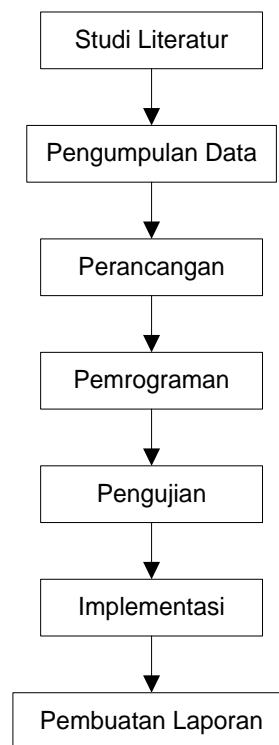 Studi Literatur
Pengumpulan Data
Perancangan
Pemrograman
Pengujian
Implementasi
Pembuatan Laporan